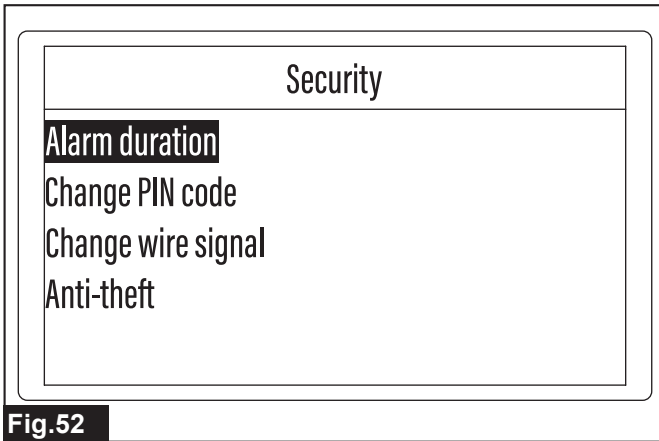 Security
Alarm duration
Change PIN code
Change wire signal
Anti-theft
Fig.52